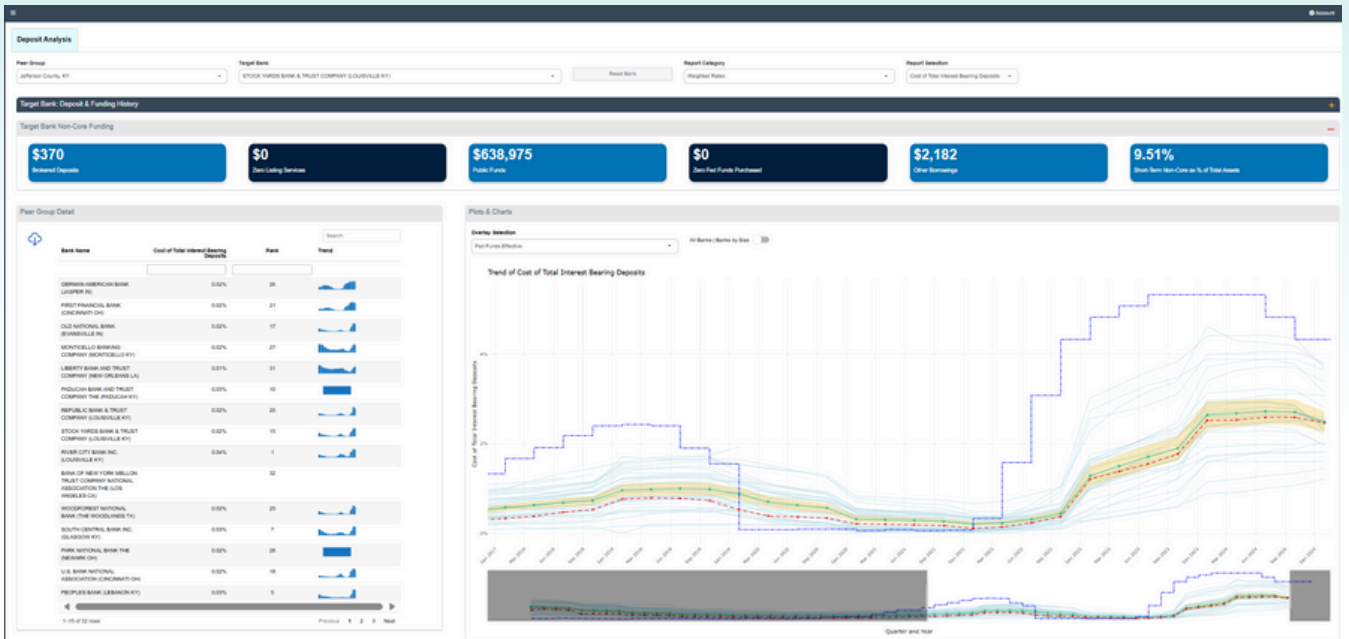 Account
Deposit Analysis
Peer Group
Target Bank
Report Category
Report Selection
Jefferson County, KY
STOCK YARDS BANK & TRUST COMPANY (LOUISVILLE KY)
Reset Bank
Weighted Rates
Cost of Total Interest Bearing Deposits
Target Bank: Deposit & Funding History
Target Bank Non-Core Funding
$370
Brokered Deposits
$0
Zero Listing Services
$638,975
Public Funds
$0
Zero Fed Funds Purchased
$2,182
Other Borrowings
9.51%
Short-Term Non-Core as % of Total Assets
Peer Group Detail
Search
Bank Name
Cost of Total Interest Bearing
Deposits
Rank
Trend
GERMAN AMERICAN BANK
(JASPER IN)
0.02%
26
FIRST FINANCIAL BANK
(CINCINNATI OH)
0.02%
21
OLD NATIONAL BANK
(EVANSVILLE IN)
0.02%
17
MONTICELLO BANKING
COMPANY (MONTICELLO KY)
0.02%
27
LIBERTY BANK AND TRUST
COMPANY (NEW ORLEANS LA)
0.01%
31
PADUCAH BANK AND TRUST
COMPANY THE (PADUCAH KY)
0.03%
10
REPUBLIC BANK & TRUST
COMPANY (LOUISVILLE KY)
0.02%
20
STOCK YARDS BANK & TRUST
COMPANY (LOUISVILLE KY)
0.02%
15
RIVER CITY BANK INC.
(LOUISVILLE KY)
0.04%
1
BANK OF NEW YORK MELLON
TRUST COMPANY NATIONAL
ASSOCIATION THE (LOS
ANGELES CA)
32
WOODFOREST NATIONAL
BANK (THE WOODLANDS TX)
0.02%
25
SOUTH CENTRAL BANK INC.
(GLASGOW KY)
0.03%
7
PARK NATIONAL BANK THE
(NEWARK OH)
0.02%
28
U.S. BANK NATIONAL
ASSOCIATION (CINCINNATI OH)
0.02%
18
PEOPLES BANK (LEBANON KY)
0.03%
5
1-15 of 32 rows
Previous 1 2 3 Next
Plots & Charts
Overlay Selection
Fed Funds Effective
All Banks | Banks by Size
Trend of Cost of Total Interest Bearing Deposits
Cost of Total Interest Bearing Deposits
4%
2%
0%
Quarter and Year